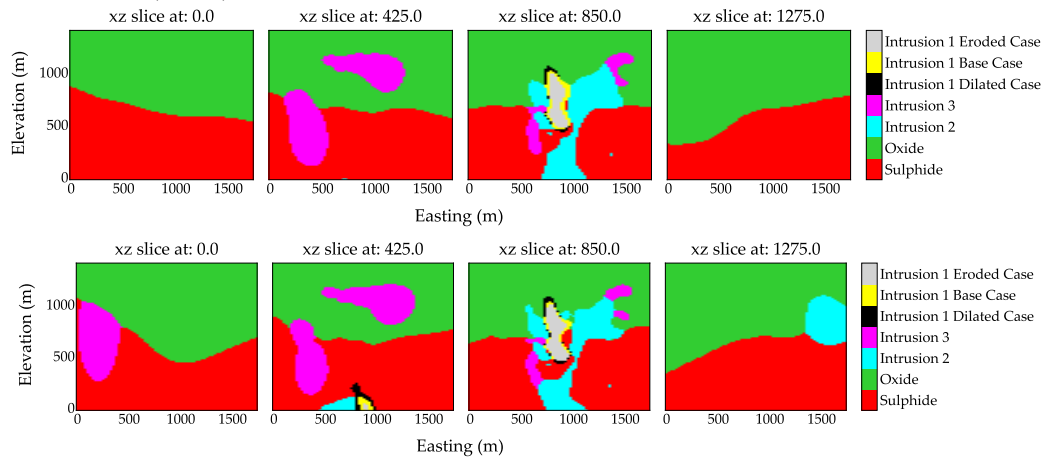 xz slice at: 0.0 xz slice at: 425.0 xz slice at: 850.0 xz slice at: 1275.0
Elevation (m)
1000
500
0
0 500 1000 1500 0 500 1000 1500 0 500 1000 1500 0 500 1000 1500
Easting (m)
Intrusion 1 Eroded Case
Intrusion 1 Base Case
Intrusion 1 Dilated Case
Intrusion 3
Intrusion 2
Oxide
Sulphide
xz slice at: 0.0 xz slice at: 425.0 xz slice at: 850.0 xz slice at: 1275.0
Elevation (m)
1000
500
0
0 500 1000 1500 0 500 1000 1500 0 500 1000 1500 0 500 1000 1500
Easting (m)
Intrusion 1 Eroded Case
Intrusion 1 Base Case
Intrusion 1 Dilated Case
Intrusion 3
Intrusion 2
Oxide
Sulphide